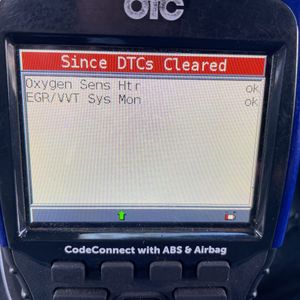 OTC
Since DTCs Cleared
Oxygen Sens Htr ok
EGR/VVT Sys Mon ok
CodeConnect with ABS & Airbag